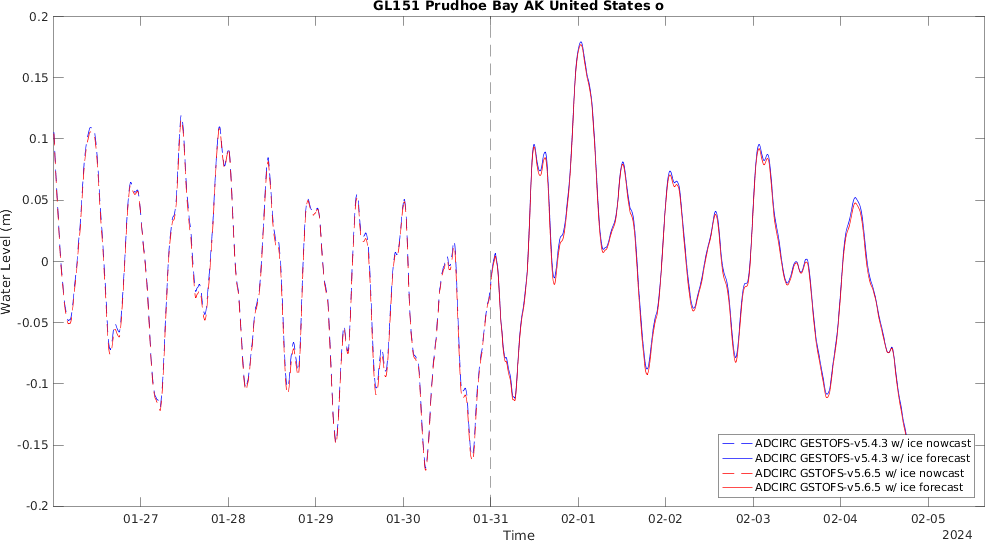 GL151 Prudhoe Bay AK United States o
0.2
0.15
0.1
0.05
0
-0.05
-0.1
-0.15
-0.2
Water Level (m)
ADCIRC GESTOFS-v5.4.3 w/ ice nowcast
ADCIRC GESTOFS-v5.4.3 w/ ice forecast
ADCIRC GSTOFS-v5.6.5 w/ ice nowcast
ADCIRC GSTOFS-v5.6.5 w/ ice forecast
01-27 01-28 01-29 01-30 01-31 02-01 02-02 02-03 02-04 02-05
Time
2024